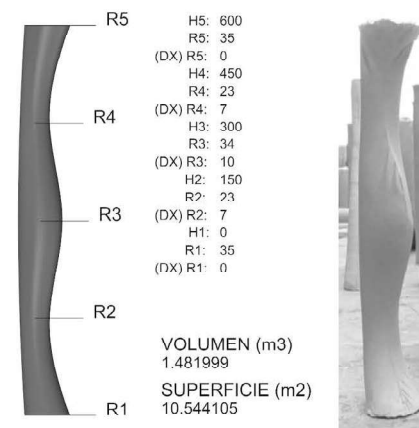 R5
R4
R3
R2
R1
H5: 600
R5: 35
(DX) R5: 0
H4: 450
R4: 23
(DX) R4: 7
H3: 300
R3: 34
(DX) R3: 10
H2: 150
R2: 23
(DX) R2: 7
H1: 0
R1: 35
(DX) R1: 0
VOLUMEN (m3)
1.481999
SUPERFICIE (m2)
10.544105